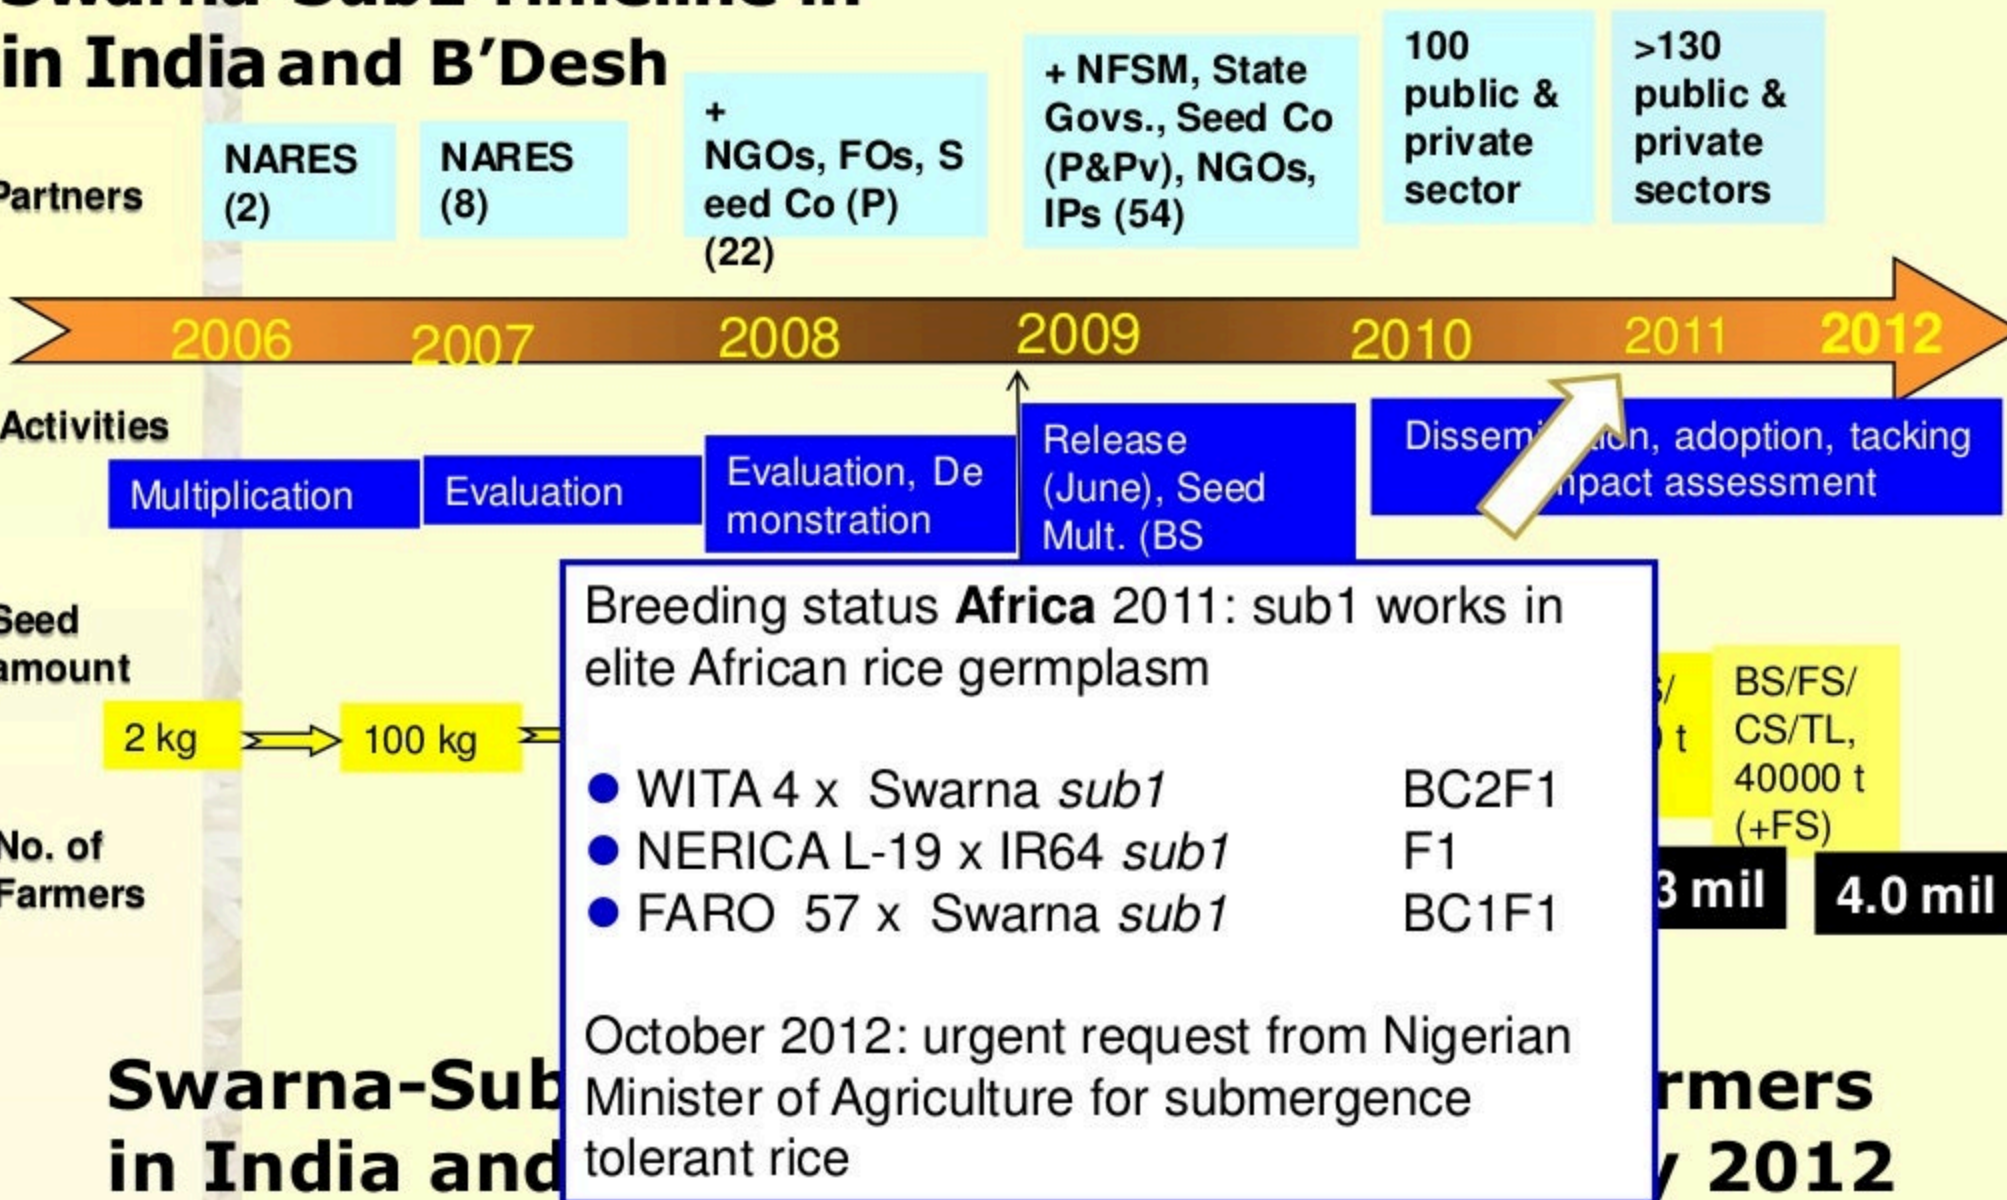 Swarna-Sub1 Timeline in
in India and B'Desh
Partners
NARES
(2)
NARES
(8)
+
NGOs, FOs, S
eed Co (P)
(22)
+ NFSM, State
Govs., Seed Co
(P&Pv), NGOs,
IPs (54)
100
public &
private
sector
>130
public &
private
sectors
2006 2007 2008 2009 2010 2011 2012
Activities
Multiplication
Evaluation
Evaluation, De
monstration
Release
(June), Seed
Mult. (BS
adoption, tacking
assessment
Seed
amount
2 kg
100 kg
t
BS/FS/
CS/TL,
40000 t
(+FS)
No. of
Farmers
3 mil
4.0 mil
Breeding status Africa 2011: sub1 works in
elite African rice germplasm
● WITA 4 x Swarna sub1 BC2F1
● NERICA L-19 x IR64 sub1 F1
● FARO 57 x Swarna sub1 BC1F1
October 2012: urgent request from Nigerian
Minister of Agriculture for submergence
tolerant rice
Swarna-Sub rmers
in India and 2012